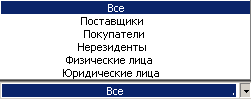 Все
Поставщики
Покупатели
Нерезиденты
Физические лица
Юридические лица
Все